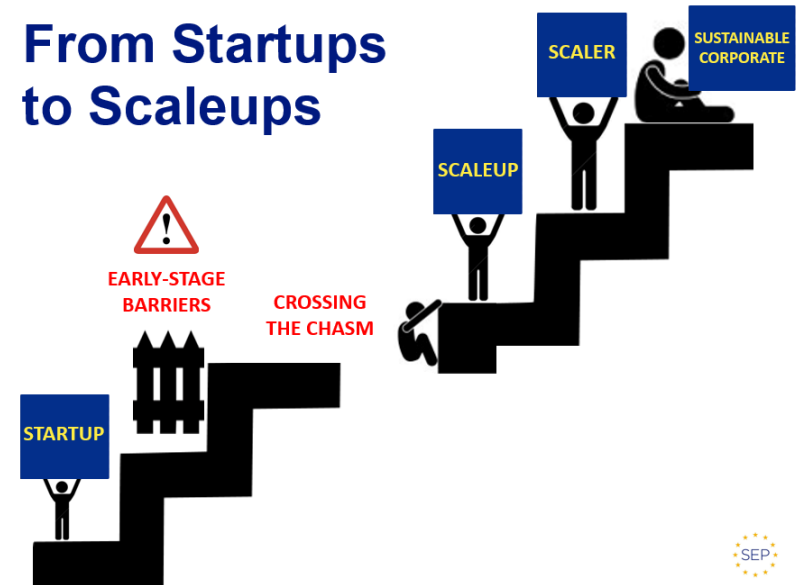 From Startups
to Scaleups
SCALER
SUSTAINABLE
CORPORATE
SCALEUP
EARLY-STAGE
BARRIERS
CROSSING
THE CHASM
STARTUP
SEP